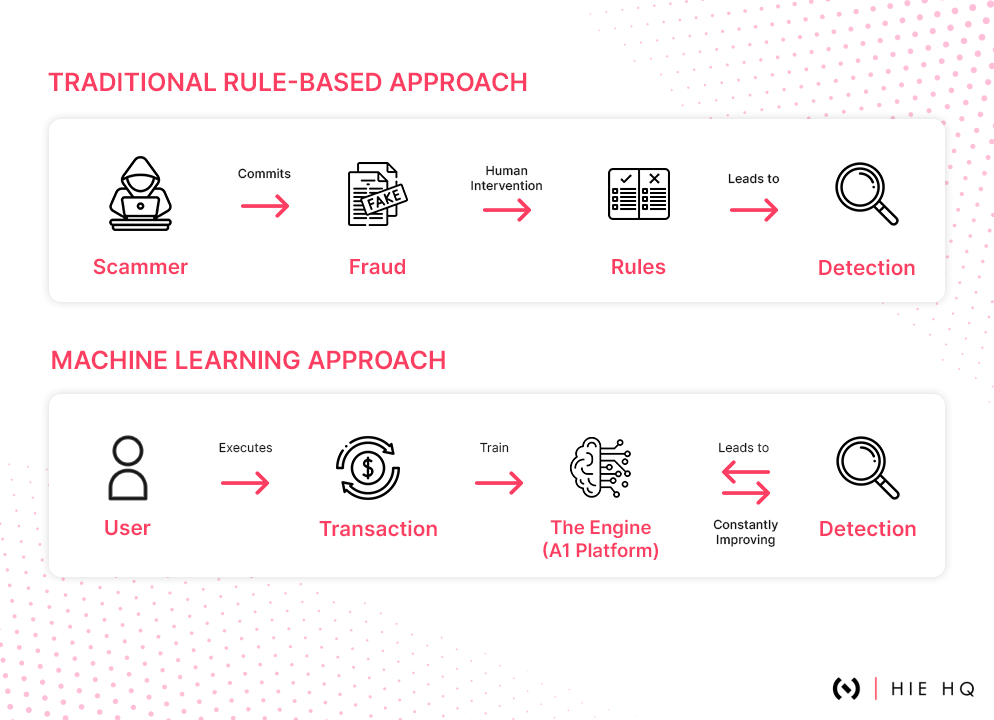 TRADITIONAL RULE-BASED APPROACH
Commits
Human
Intervention
Leads to
FAKE
Scammer
Fraud
Rules
Detection
MACHINE LEARNING APPROACH
Executes
Train
Leads to
$
Constantly
Improving
User
Transaction
The Engine
(A1 Platform)
Detection
HIE HQ